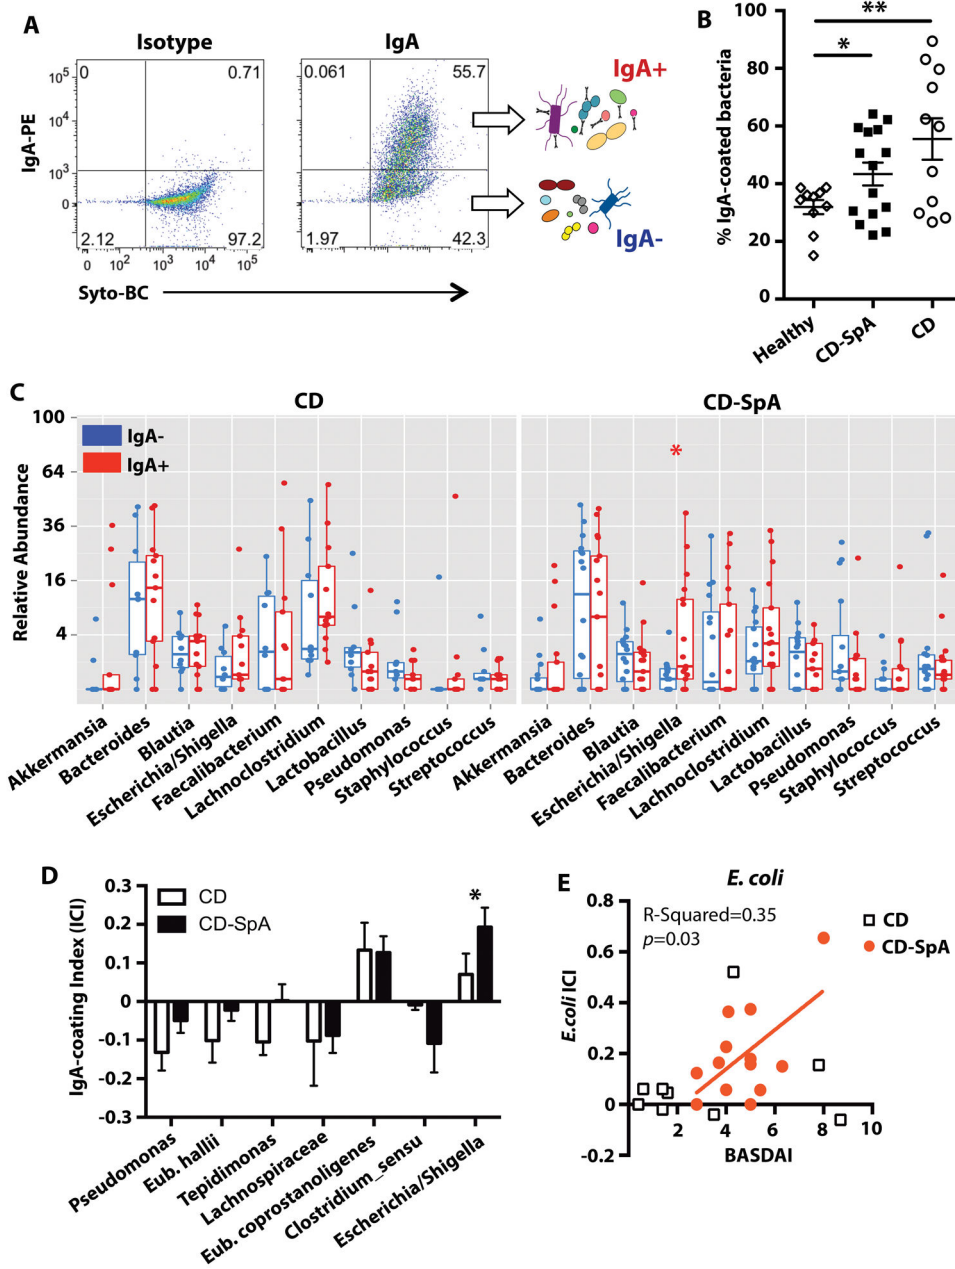 A
Isotype
IgA
0
0.71
2.12
97.2
10⁵
10⁴
10³
0
IgA-PE
0 10² 10³ 10⁴ 10⁵
0.061
55.7
1.97
42.3
0 10² 10³ 10⁴ 10⁵
Syto-BC
IgA+
IgA-
B
% IgA-coated bacteria
100
80
60
40
20
0
*
**
Healthy
CD-SpA
CD
C
CD
CD-SpA
IgA-
IgA+
Relative Abundance
100
64
36
16
4
*
Akkermansia
Bacteroides
Blautia
Escherichia/Shigella
Faecalibacterium
Lachnoclostridium
Lactobacillus
Pseudomonas
Staphylococcus
Streptococcus
Akkermansia
Bacteroides
Blautia
Escherichia/Shigella
Faecalibacterium
Lachnoclostridium
Lactobacillus
Pseudomonas
Staphylococcus
Streptococcus
D
IgA-coating Index (ICI)
0.3
0.2
0.1
0
-0.1
-0.2
-0.3
CD
CD-SpA
*
Pseudomonas
Eub. hallii
Tepidimonas
Lachnospiraceae
Eub. coprostanoligenes
Clostridium_sensu
Escherichia/Shigella
E
E. coli
R-Squared=0.35
p=0.03
CD
CD-SpA
E.coli ICI
0.8
0.6
0.4
0.2
0
-0.2
2 4 6 8 10
BASDAI